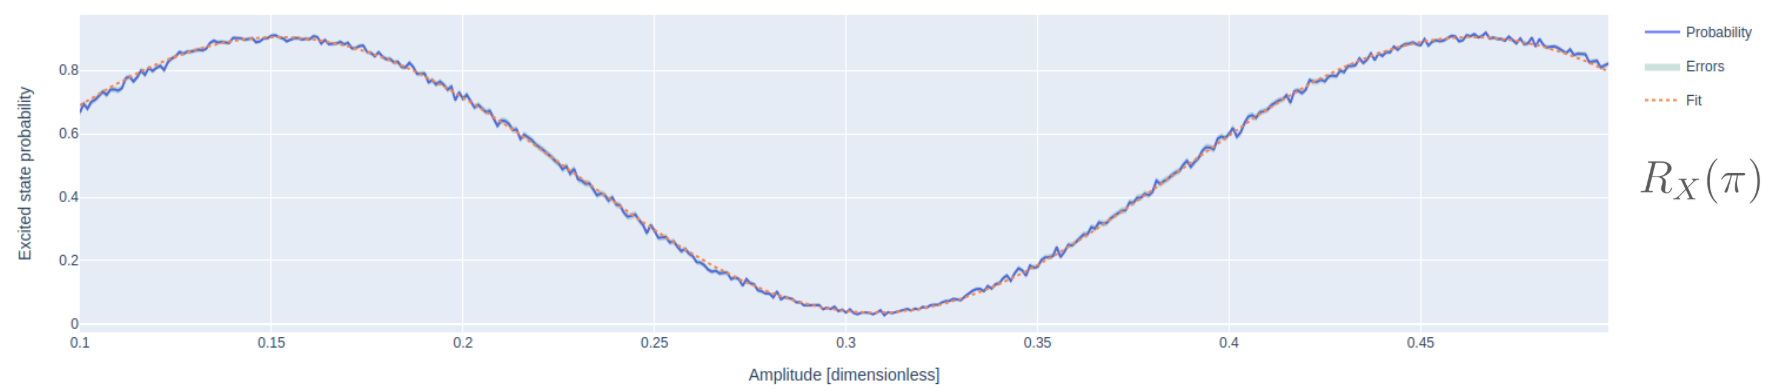 Excited state probability
0.8
0.6
0.4
0.2
0
0.1 0.15 0.2 0.25 0.3 0.35 0.4 0.45
Amplitude [dimensionless]
Probability
Errors
Fit
R_X(π)